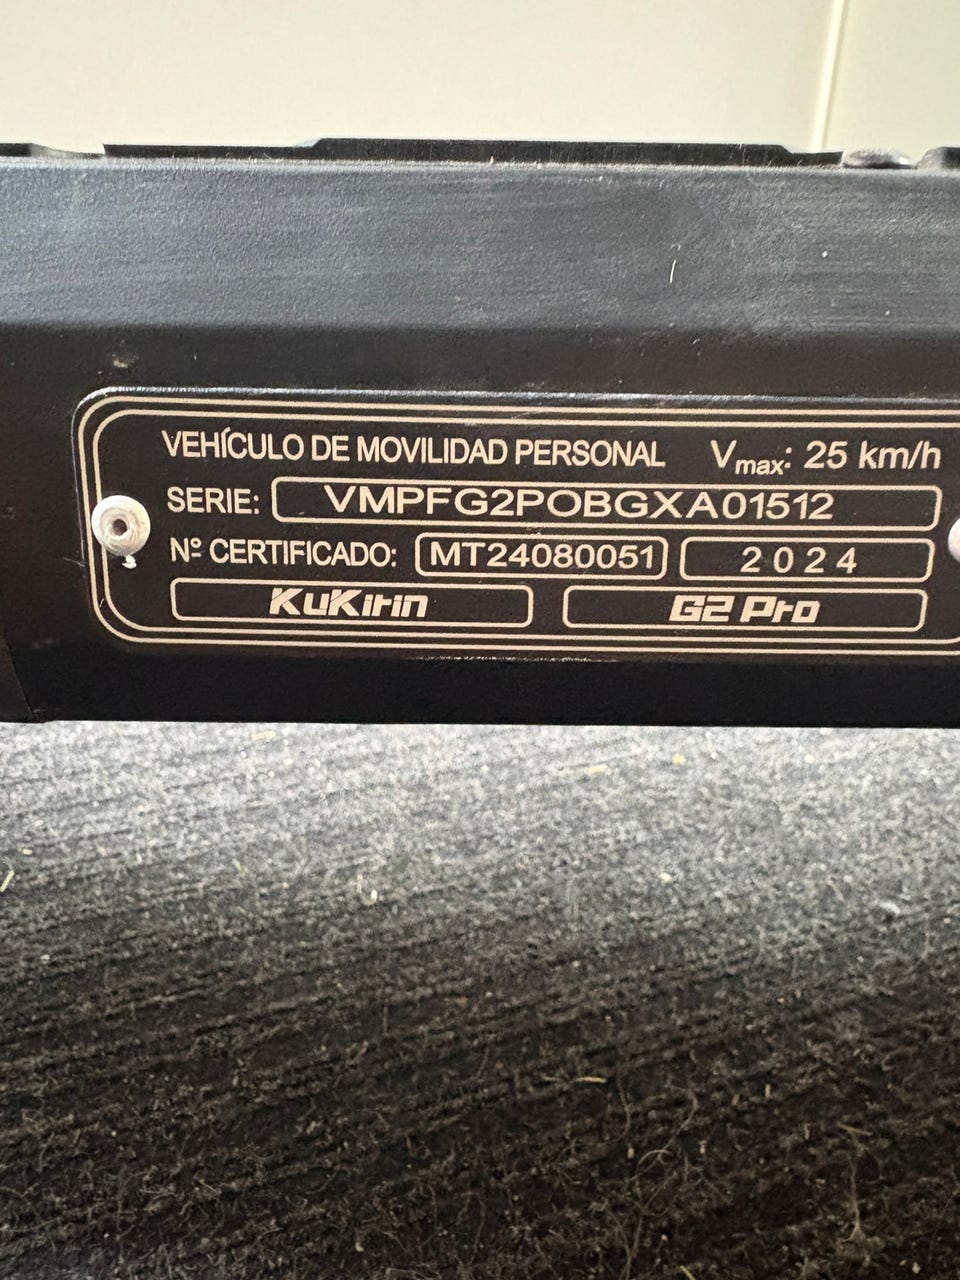 VEHÍCULO DE MOVILIDAD PERSONAL Vmax: 25 km/h
SERIE: VMPFG2POBGXA01512
Nº CERTIFICADO: MT24080051 2024
KuKirin G2 Pro